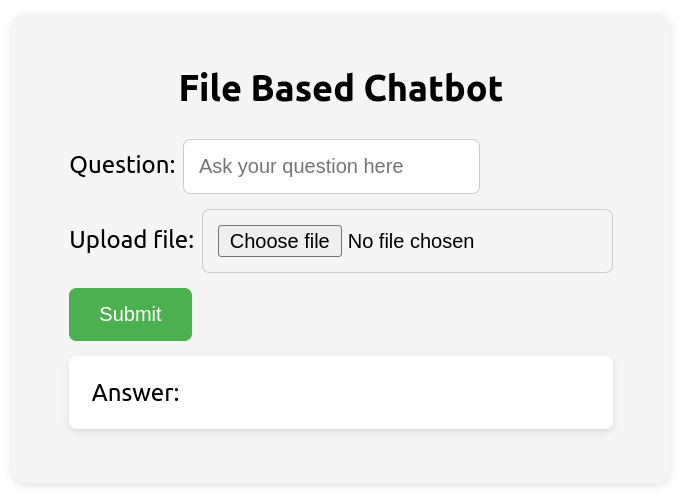 File Based Chatbot
Question: Ask your question here
Upload file: Choose file No file chosen
Submit
Answer: